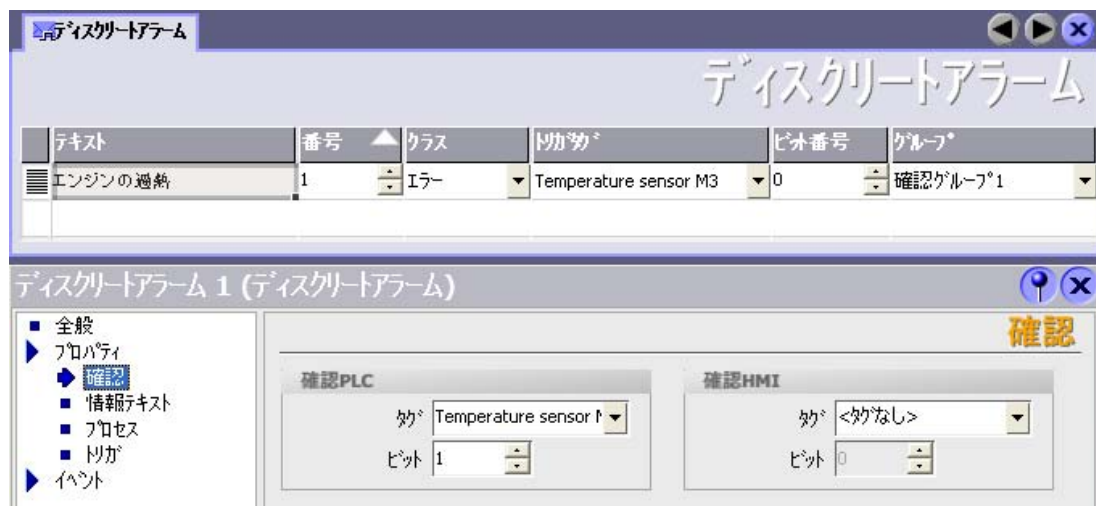 ディスクリートアラーム
ディスクリートアラーム
テキスト 番号 クラス トリガタグ ビット番号 グループ
エンジンの過熱 1 エラー Temperature sensor M3 0 確認グループ1
ディスクリートアラーム 1 (ディスクリートアラーム)
全般
プロパティ
確認
情報テキスト
プロセス
トリガ
イベント
確認
確認PLC
タグ Temperature sensor M
ビット 1
確認HMI
タグ <タグなし>
ビット 0